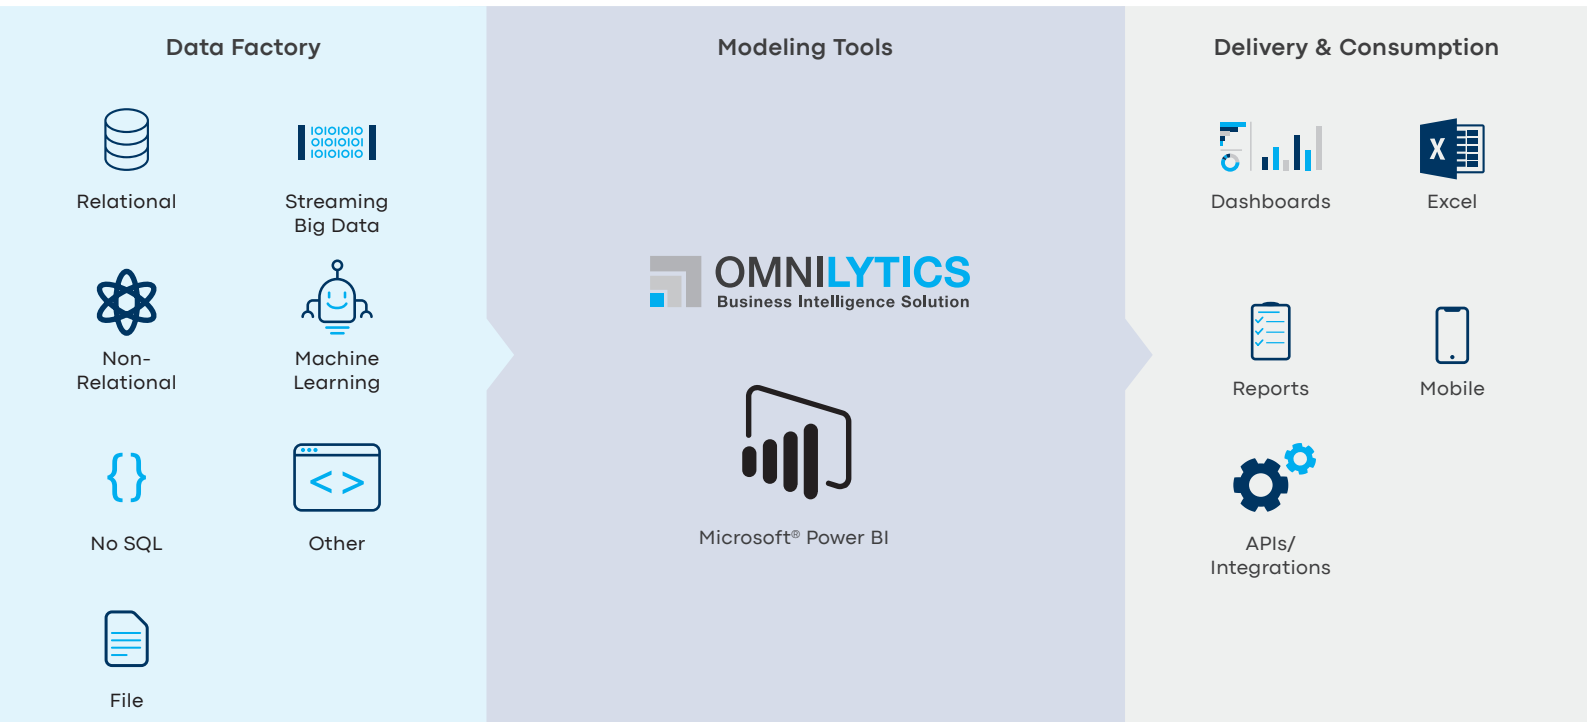 Data Factory
Relational
1010101O
Streaming
Big Data
Non-
Relational
Machine
Learning
{}
No SQL
< >
Other
File
Modeling Tools
OMNILYTICS
Business Intelligence Solution
Microsoft® Power BI
Delivery & Consumption
Dashboards
X
Excel
Reports
Mobile
APIs/
Integrations